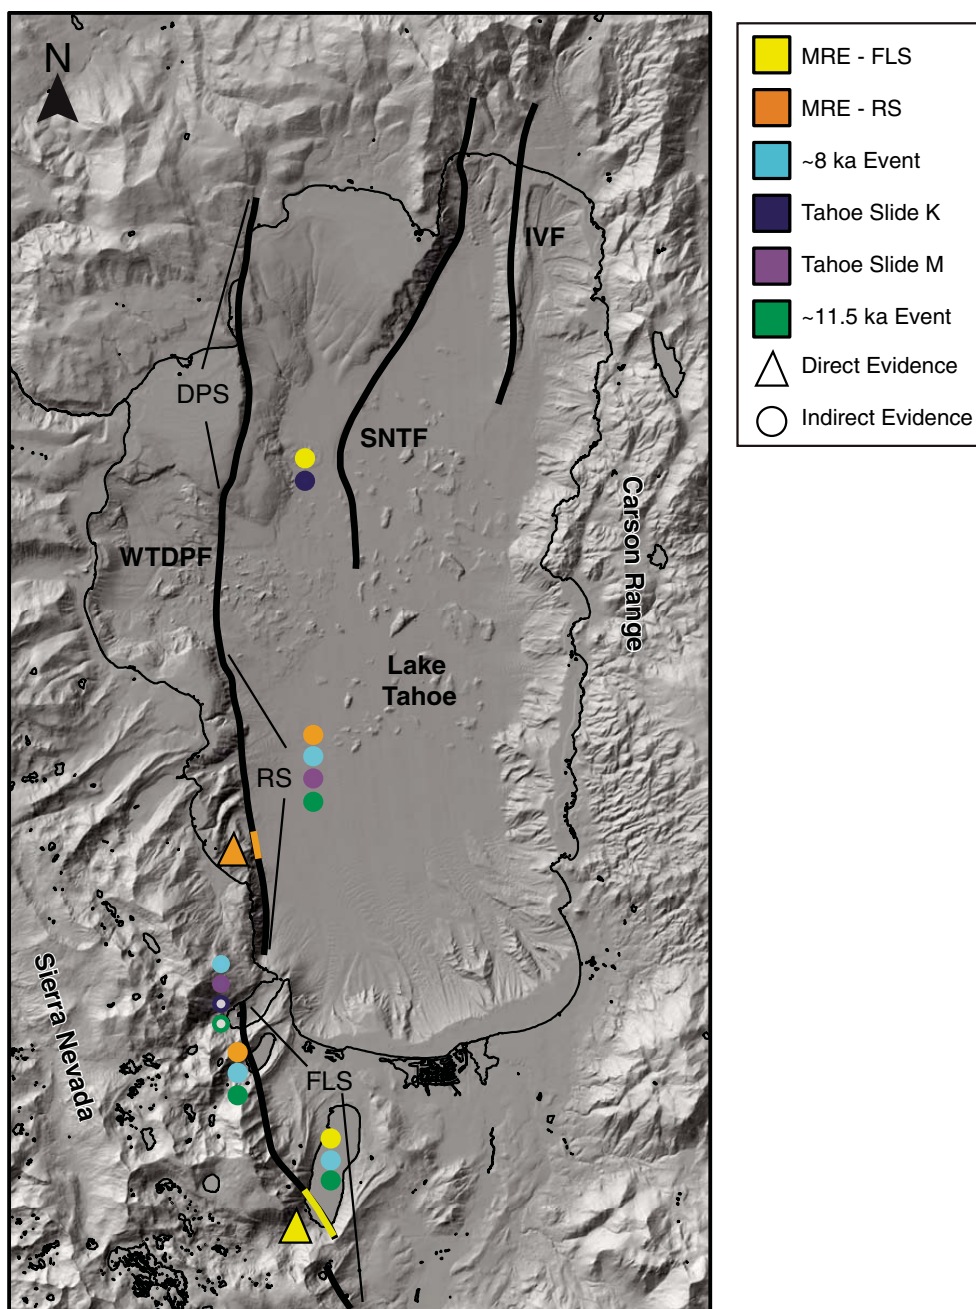 N
IVF
DPS
SNTF
WTDPF
Carson Range
Lake
Tahoe
RS
Sierra Nevada
FLS
MRE - FLS
MRE - RS
~8 ka Event
Tahoe Slide K
Tahoe Slide M
~11.5 ka Event
Direct Evidence
Indirect Evidence